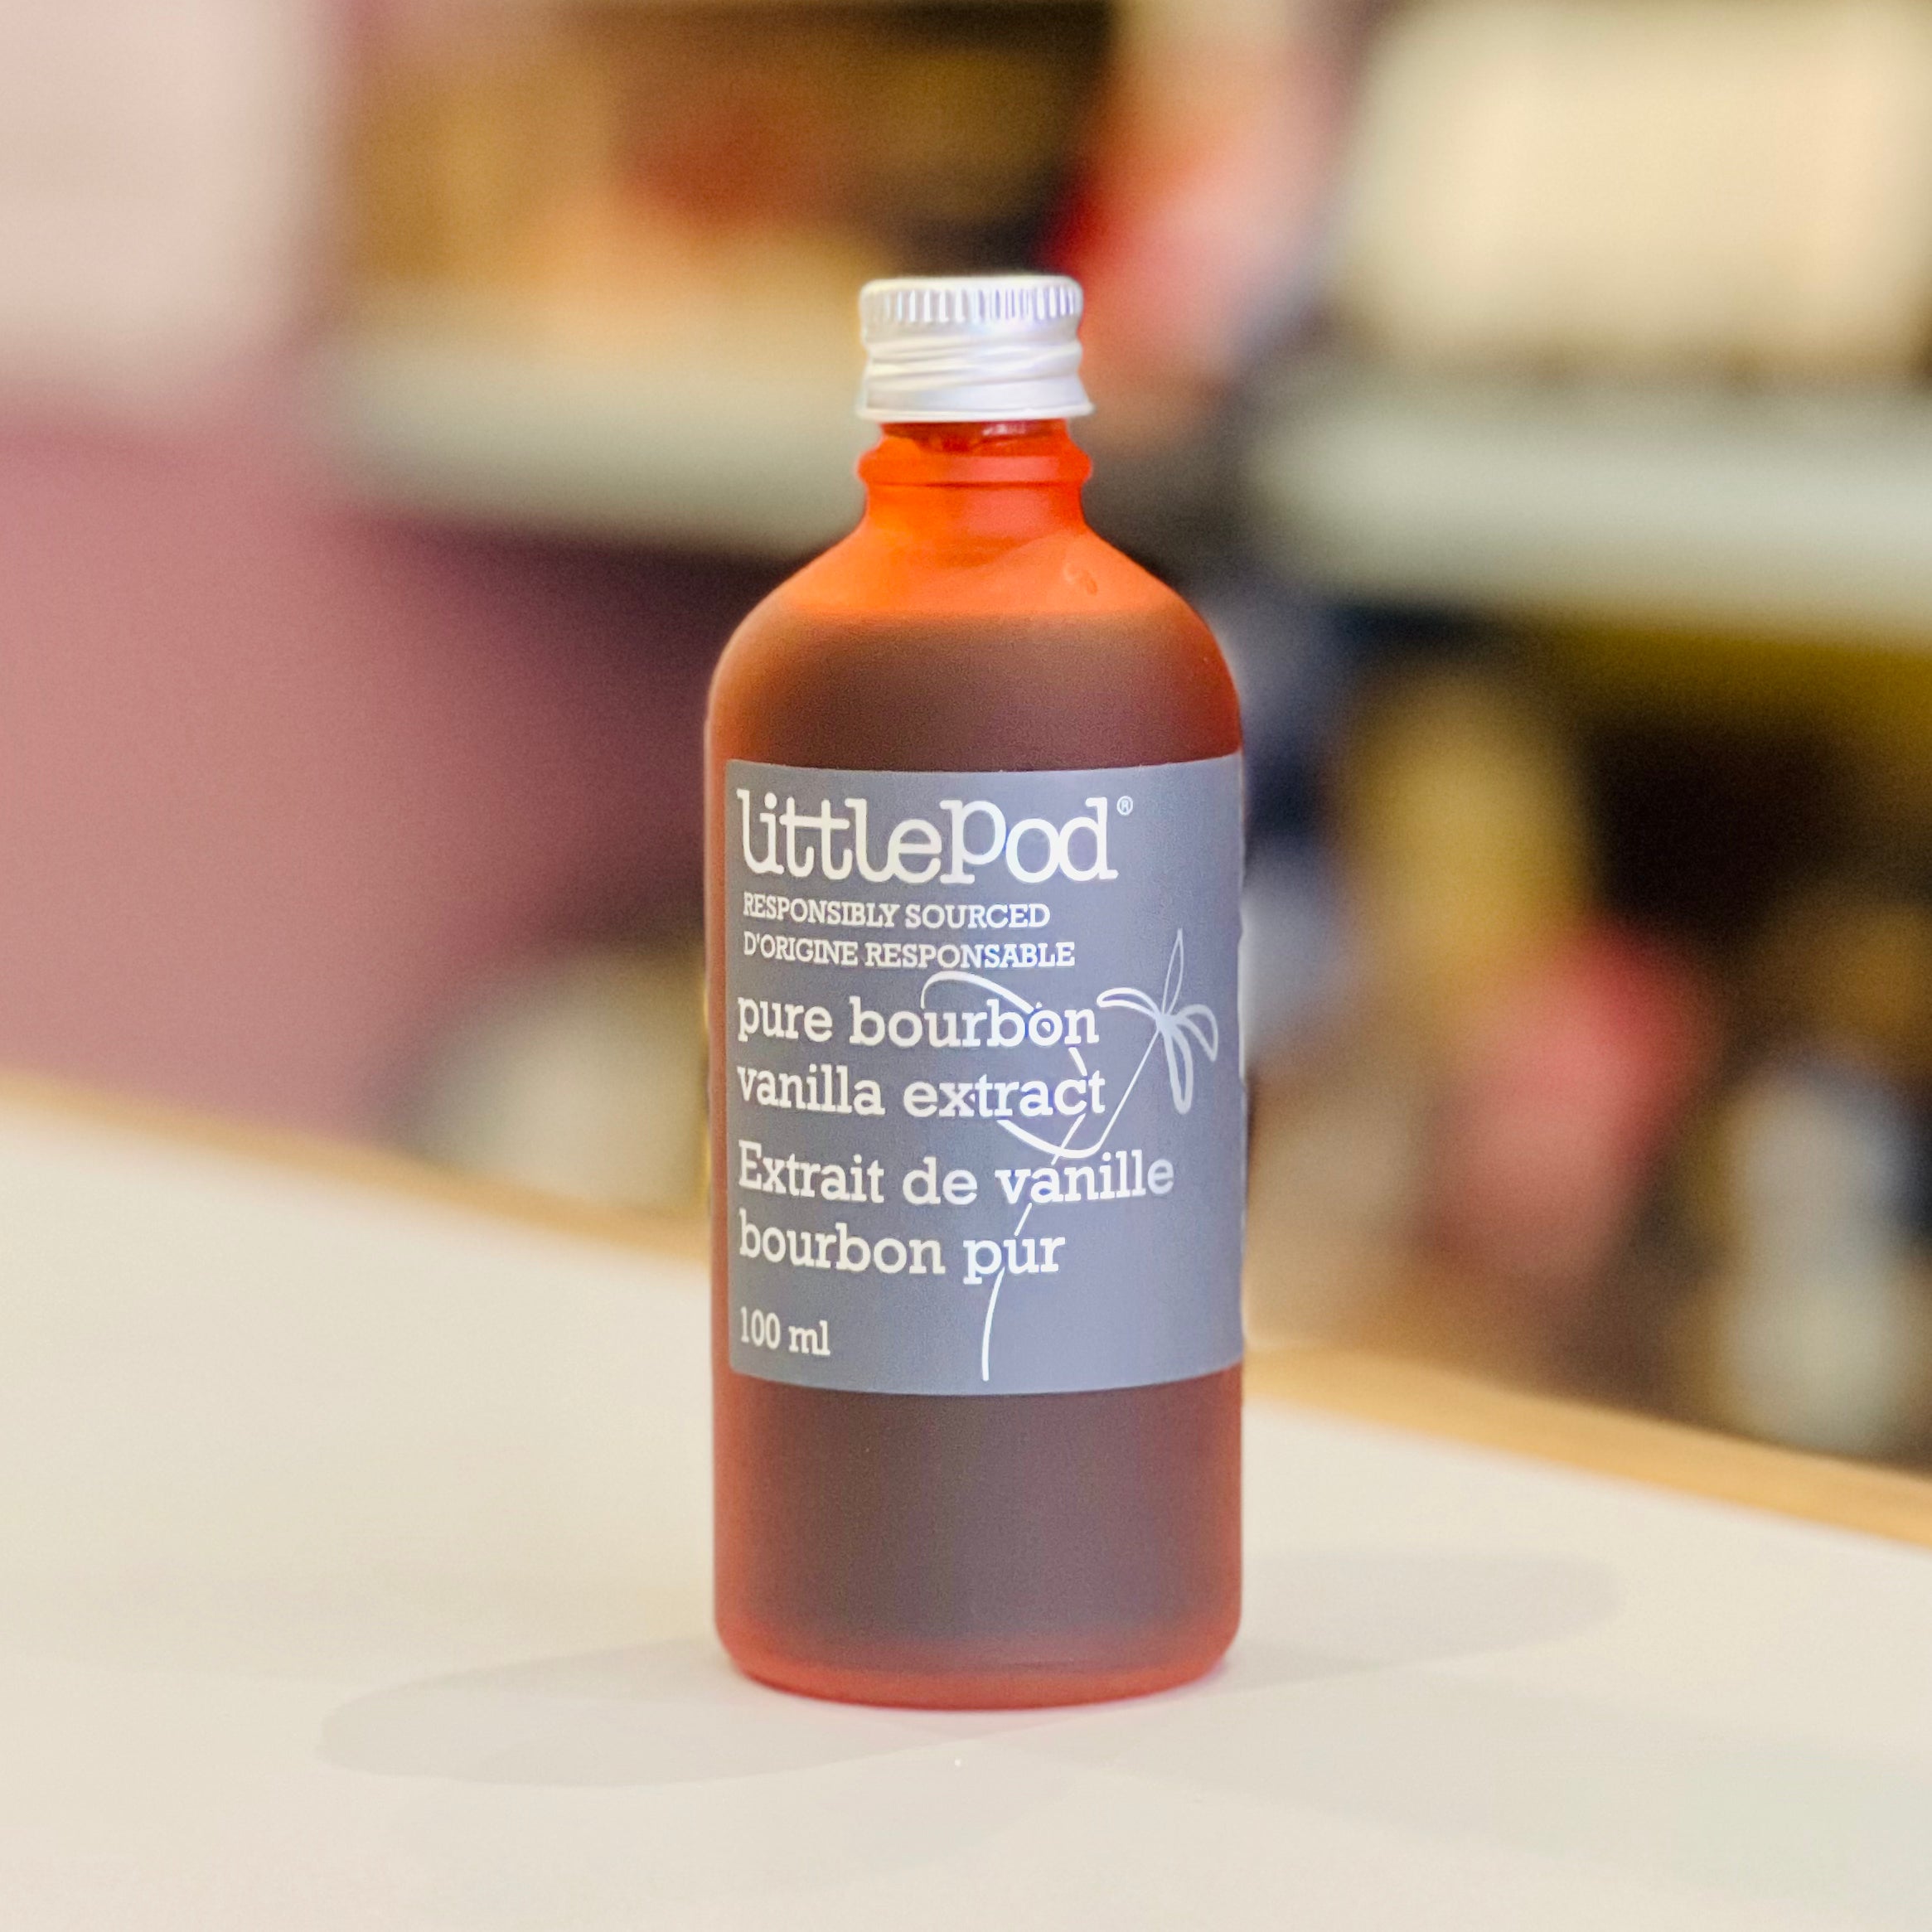 littlePod®
RESPONSIBLY SOURCED
D'ORIGINE RESPONSABLE
pure bourbon
vanilla extract
Extrait de vanille
bourbon pur
100 ml